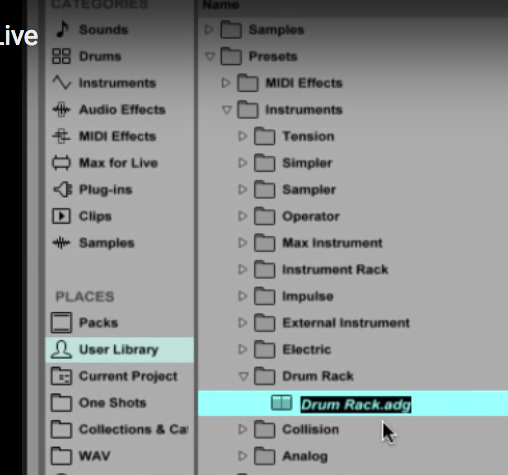 CATEGORIES
Name
Live
Sounds
Drums
Instruments
Audio Effects
MIDI Effects
Max for Live
Plug-ins
Clips
Samples
PLACES
Packs
User Library
Current Project
One Shots
Collections & Ca
WAV
Samples
Presets
MIDI Effects
Instruments
Tension
Simpler
Sampler
Operator
Max Instrument
Instrument Rack
Impulse
External Instrument
Electric
Drum Rack
Drum Rack.adg
Collision
Analog